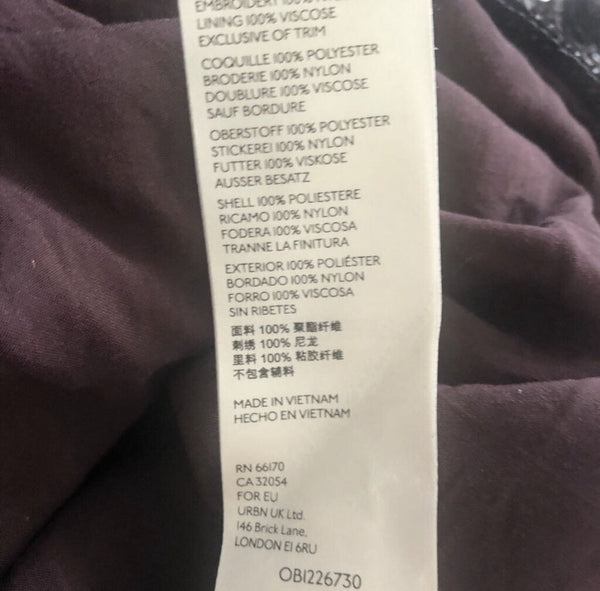 EMBROIDERY 100% NYLON
LINING 100% VISCOSE
EXCLUSIVE OF TRIM
COQUILLE 100% POLYESTER
BRODERIE 100% NYLON
DOUBLURE 100% VISCOSE
SAUF BORDURE
OBERSTOFF 100% POLYESTER
STICKEREI 100% NYLON
FUTTER 100% VISKOSE
AUSSER BESATZ
SHELL 100% POLIESTERE
RICAMO 100% NYLON
FODERA 100% VISCOSA
TRANNE LA FINITURA
EXTERIOR 100% POLIÉSTER
BORDADO 100% NYLON
FORRO 100% VISCOSA
SIN RIBETES
面料 100% 聚酯纤维
刺绣 100% 尼龙
里料 100% 粘胶纤维
不包含辅料
MADE IN VIETNAM
HECHO EN VIETNAM
RN 66170
CA 32054
FOR EU
URBN UK Ltd.
146 Brick Lane,
LONDON E1 6RU
OB1226730